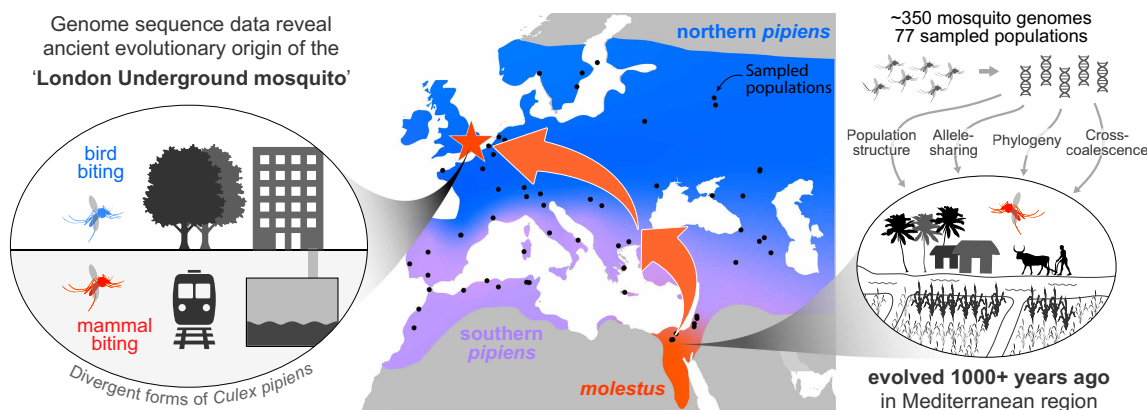 Genome sequence data reveal
ancient evolutionary origin of the
‘London Underground mosquito’
bird
biting
mammal
biting
Divergent forms of Culex pipiens
northern pipiens
Sampled
populations
southern
pipiens
molestus
~350 mosquito genomes
77 sampled populations
Population
structure
Allele-
sharing
Phylogeny
Cross-
coalescence
evolved 1000+ years ago
in Mediterranean region